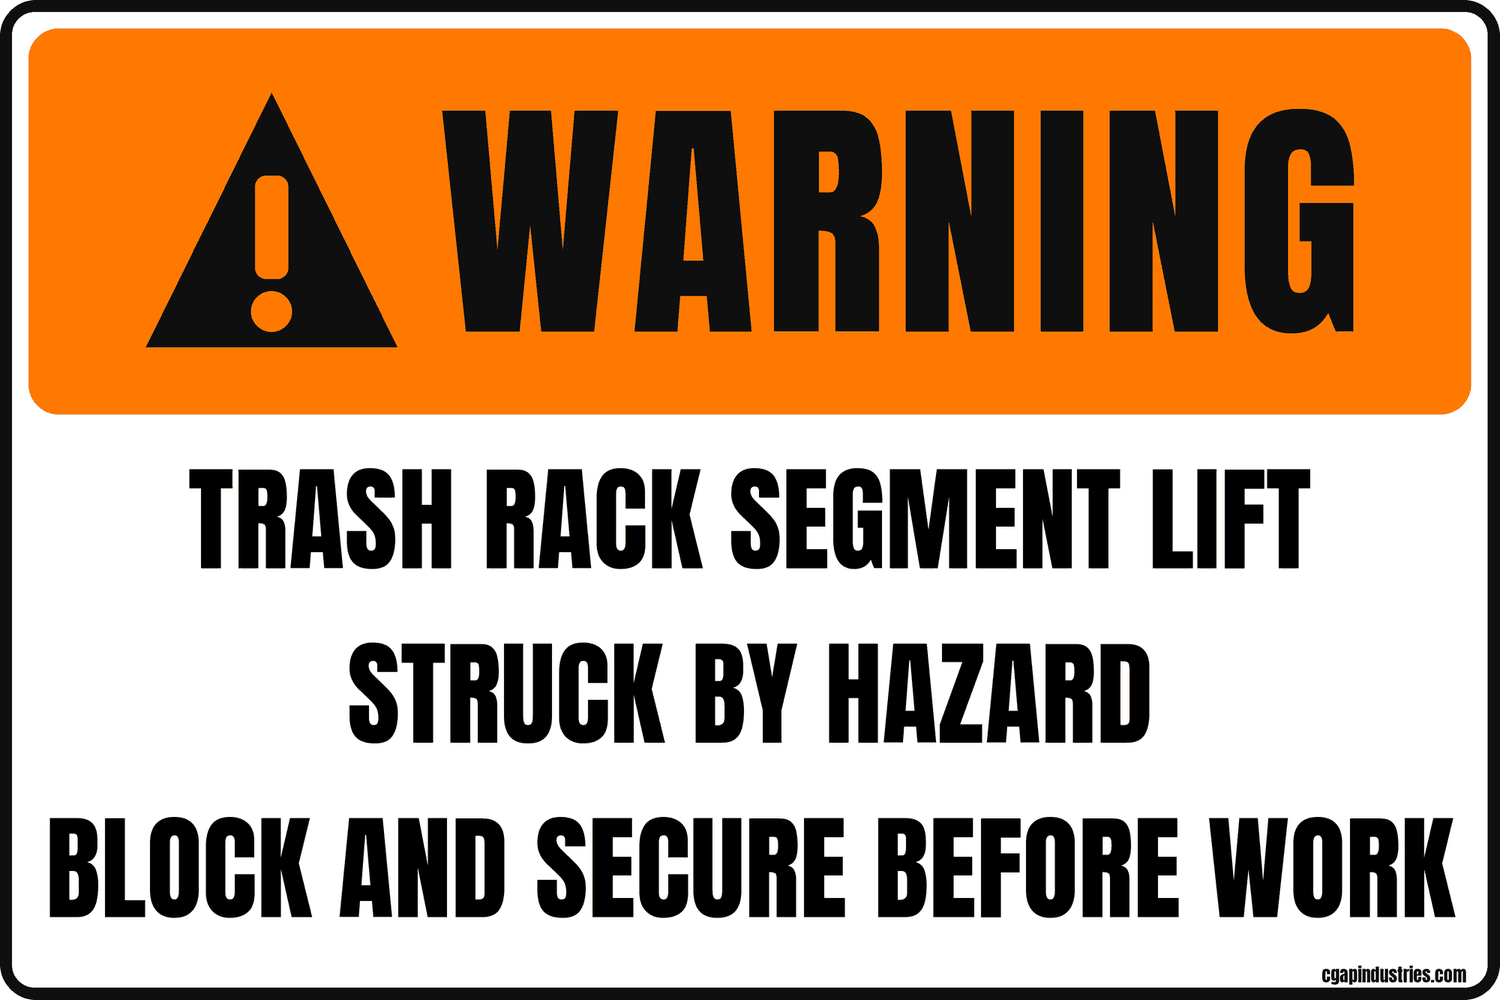 WARNING
TRASH RACK SEGMENT LIFT
STRUCK BY HAZARD
BLOCK AND SECURE BEFORE WORK
cgapindustries.com